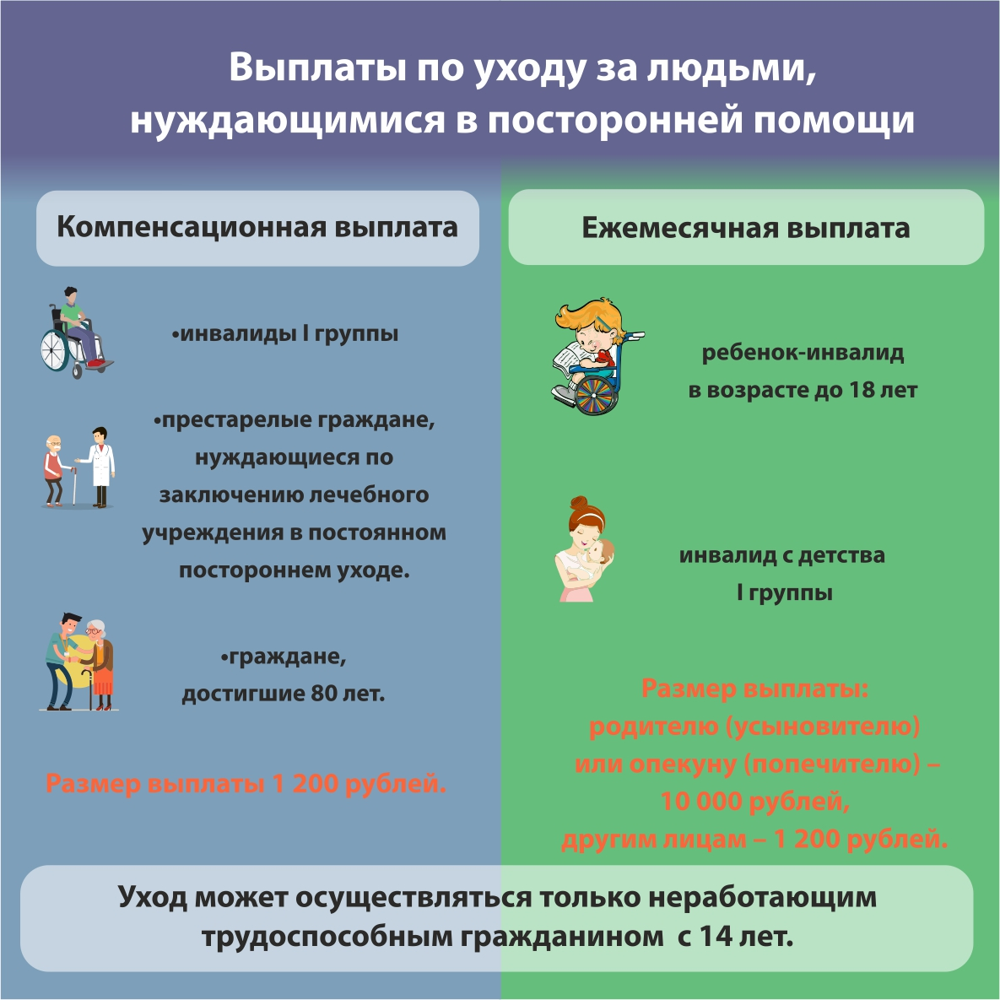 Выплаты по уходу за людьми,
нуждающимися в посторонней помощи
Компенсационная выплата
•инвалиды I группы
•престарелые граждане,
нуждающиеся по
заключению лечебного
учреждения в постоянном
постороннем уходе.
•граждане,
достигшие 80 лет.
Размер выплаты 1 200 рублей.
Ежемесячная выплата
ребенок-инвалид
в возрасте до 18 лет
инвалид с детства
I группы
Размер выплаты:
родителю (усыновителю)
или опекуну (попечителю) –
10 000 рублей,
другим лицам – 1 200 рублей.
Уход может осуществляться только неработающим
трудоспособным гражданином  с 14 лет.